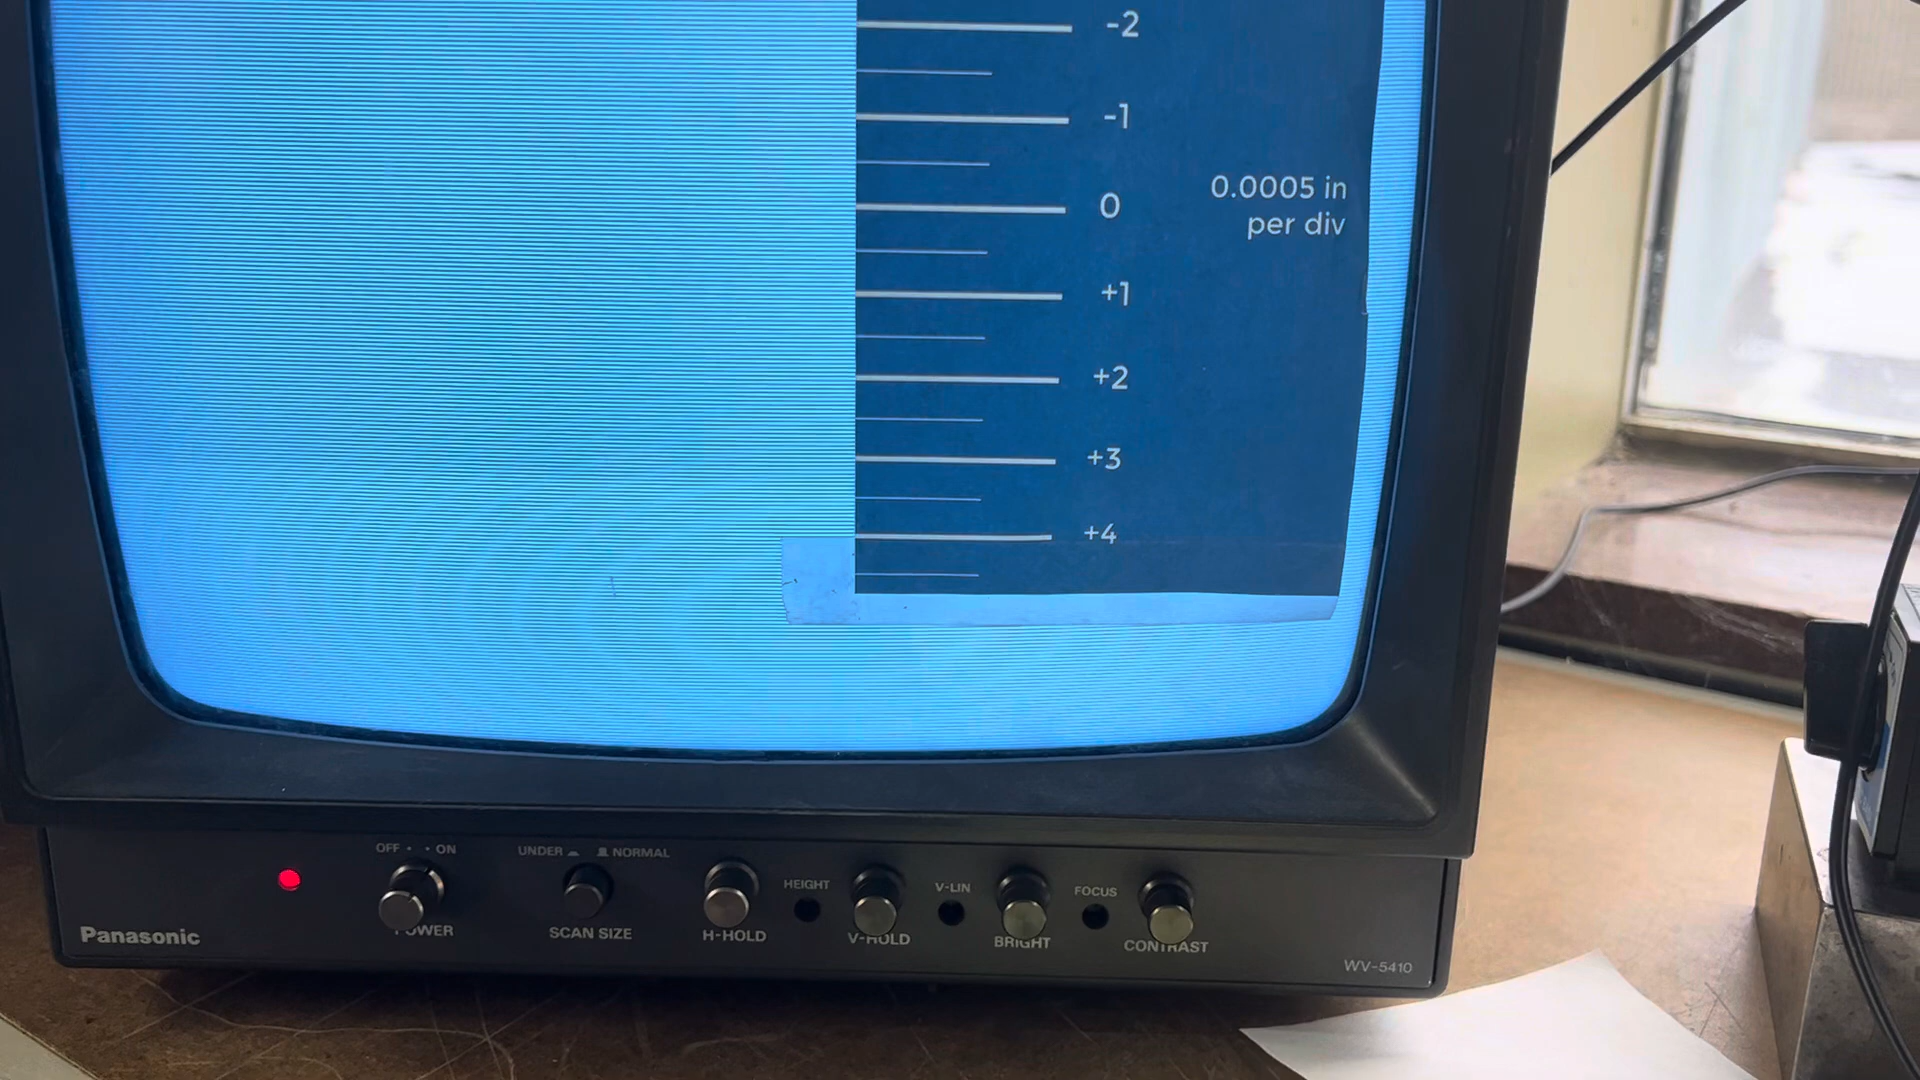 -2
-1
0
0.0005 in
per div
+1
+2
+3
+4
OFF • • ON
UNDER NORMAL
HEIGHT
V-LIN
FOCUS
POWER
SCAN SIZE
H-HOLD
V-HOLD
BRIGHT
CONTRAST
Panasonic
WV-5410